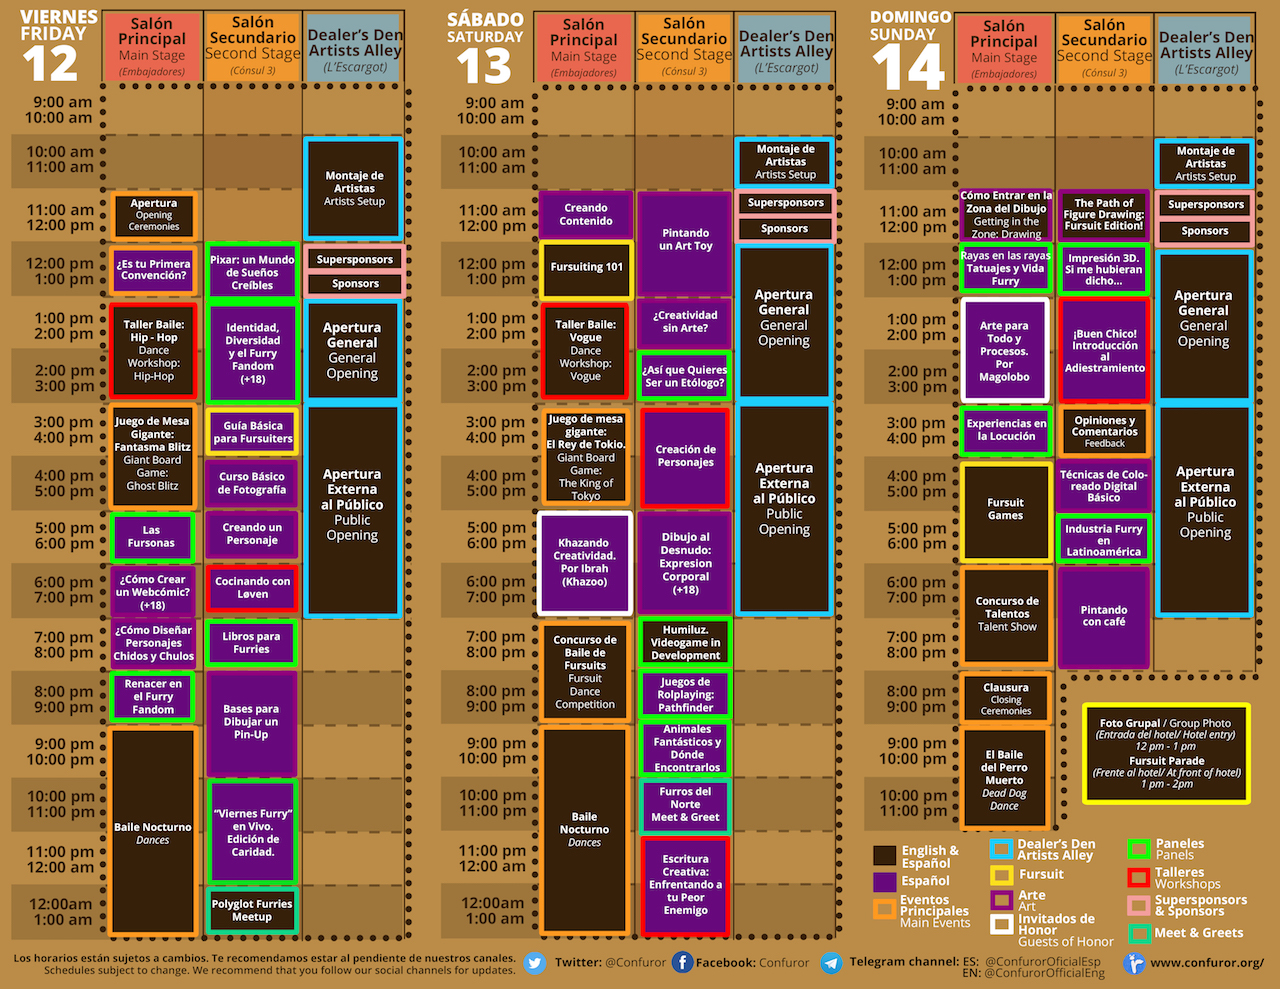 VIERNES
FRIDAY
12
Salón
Principal
Main Stage
(Embajadores)
Salón
Secundario
Second Stage
(Cónsul 3)
Dealer's Den
Artists Alley
(L'Escargot)
9:00 am
10:00 am
10:00 am
11:00 am
11:00 am
12:00 pm
12:00 pm
1:00 pm
1:00 pm
2:00 pm
2:00 pm
3:00 pm
3:00 pm
4:00 pm
4:00 pm
5:00 pm
5:00 pm
6:00 pm
6:00 pm
7:00 pm
7:00 pm
8:00 pm
8:00 pm
9:00 pm
9:00 pm
10:00 pm
10:00 pm
11:00 pm
11:00 pm
12:00 am
12:00am
1:00 am
Apertura
Opening
Ceremonies
¿Es tu Primera
Convención?
Taller Baile:
Hip - Hop
Dance
Workshop:
Hip-Hop
Juego de Mesa
Gigante:
Fantasma Blitz
Giant Board
Game:
Ghost Blitz
Las
Fursonas
¿Cómo Crear
un Webcómic?
(+18)
¿Cómo Diseñar
Personajes
Chidos y Chulos
Renacer en
el Furry
Fandom
Baile Nocturno
Dances
Pixar: un Mundo
de Sueños
Creíbles
Identidad,
Diversidad
y el Furry
Fandom
(+18)
Guía Básica
para Fursuiters
Curso Básico
de Fotografía
Creando un
Personaje
Cocinando con
Løven
Libros para
Furries
Bases para
Dibujar un
Pin-Up
“Viernes Furry”
en Vivo.
Edición de
Caridad.
Polyglot Furries
Meetup
Montaje de
Artistas
Artists Setup
Supersponsors
Sponsors
Apertura
General
General
Opening
Apertura
Externa
al Público
Public
Opening
SÁBADO
SATURDAY
13
Salón
Principal
Main Stage
(Embajadores)
Salón
Secundario
Second Stage
(Cónsul 3)
Dealer's Den
Artists Alley
(L'Escargot)
9:00 am
10:00 am
10:00 am
11:00 am
11:00 am
12:00 pm
12:00 pm
1:00 pm
1:00 pm
2:00 pm
2:00 pm
3:00 pm
3:00 pm
4:00 pm
4:00 pm
5:00 pm
5:00 pm
6:00 pm
6:00 pm
7:00 pm
7:00 pm
8:00 pm
8:00 pm
9:00 pm
9:00 pm
10:00 pm
10:00 pm
11:00 pm
11:00 pm
12:00 am
12:00am
1:00 am
Creando
Contenido
Fursuiting 101
Taller Baile:
Vogue
Dance
Workshop:
Vogue
Juego de mesa
gigante:
El Rey de Tokio.
Giant Board
Game:
The King of
Tokyo
Khazando
Creatividad.
Por Ibrah
(Khazoo)
Concurso de
Baile de
Fursuits
Fursuit
Dance
Competition
Baile
Nocturno
Dances
Pintando
un Art Toy
¿Creatividad
sin Arte?
¿Así que Quieres
Ser un Etólogo?
Creación de
Personajes
Dibujo al
Desnudo:
Expresion
Corporal
(+18)
Humiluz.
Videogame in
Development
Juegos de
Rolplaying:
Pathfinder
Animales
Fantásticos y
Dónde
Encontrarlos
Furros del
Norte
Meet & Greet
Escritura
Creativa:
Enfrentando a
tu Peor
Enemigo
Montaje de
Artistas
Artists Setup
Supersponsors
Sponsors
Apertura
General
General
Opening
Apertura
Externa
al Público
Public
Opening
DOMINGO
SUNDAY
14
Salón
Principal
Main Stage
(Embajadores)
Salón
Secundario
Second Stage
(Cónsul 3)
Dealer's Den
Artists Alley
(L'Escargot)
9:00 am
10:00 am
10:00 am
11:00 am
11:00 am
12:00 pm
12:00 pm
1:00 pm
1:00 pm
2:00 pm
2:00 pm
3:00 pm
3:00 pm
4:00 pm
4:00 pm
5:00 pm
5:00 pm
6:00 pm
6:00 pm
7:00 pm
7:00 pm
8:00 pm
8:00 pm
9:00 pm
9:00 pm
10:00 pm
10:00 pm
11:00 pm
Cómo Entrar en la
Zona del Dibujo
Getting in the
Zone: Drawing
Rayas en las rayas
Tatuajes y Vida
Furry
Arte para
Todo y
Procesos.
Por
Magolobo
Experiencias en
la Locución
Fursuit
Games
Concurso de
Talentos
Talent Show
Clausura
Closing
Ceremonies
El Baile
del Perro
Muerto
Dead Dog
Dance
The Path of
Figure Drawing:
Fursuit Edition!
Impresión 3D.
Si me hubieran
dicho...
¡Buen Chico!
Introducción
al
Adiestramiento
Opiniones y
Comentarios
Feedback
Técnicas de Colo-
reado Digital
Básico
Industria Furry
en
Latinoamérica
Pintando
con café
Montaje de
Artistas
Artists Setup
Supersponsors
Sponsors
Apertura
General
General
Opening
Apertura
Externa
al Público
Public
Opening
Foto Grupal / Group Photo
(Entrada del hotel/ Hotel entry)
12 pm - 1 pm
Fursuit Parade
(Frente al hotel/ At front of hotel)
1 pm - 2pm
English &
Español
Español
Eventos
Principales
Main Events
Dealer's Den
Artists Alley
Fursuit
Arte
Art
Invitados de
Honor
Guests of Honor
Paneles
Panels
Talleres
Workshops
Supersponsors
& Sponsors
Meet & Greets
Los horarios están sujetos a cambios. Te recomendamos estar al pendiente de nuestros canales.
Schedules subject to change. We recommend that you follow our social channels for updates.
Twitter: @Confuror
Facebook: Confuror
Telegram channel: ES: @ConfurorOficialEsp
EN: @ConfurorOfficialEng
www.confuror.org/